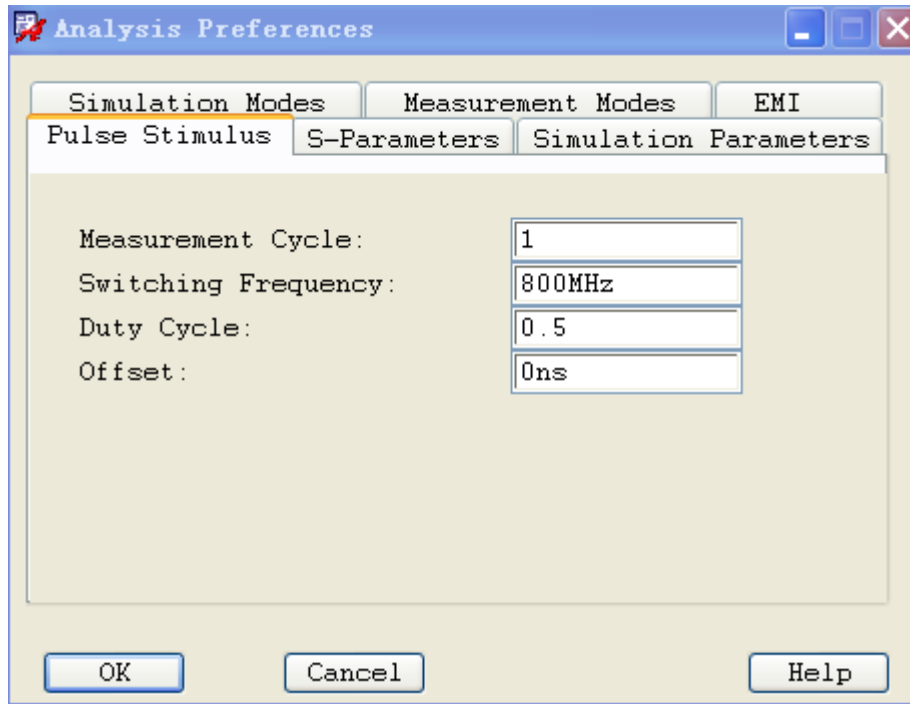 Analysis Preferences
Simulation Modes Measurement Modes EMI
Pulse Stimulus S-Parameters Simulation Parameters
Measurement Cycle: 1
Switching Frequency: 800MHz
Duty Cycle: 0.5
Offset: 0ns
OK Cancel Help